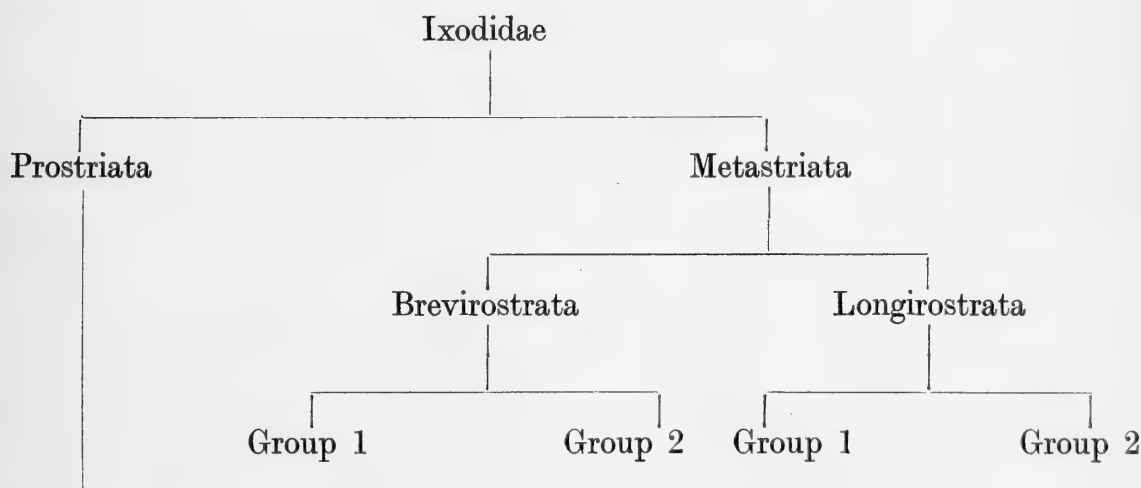 Ixodidae
Prostriata Metastriata
Brevirostrata Longirostrata
Group 1 Group 2 Group 1 Group 2